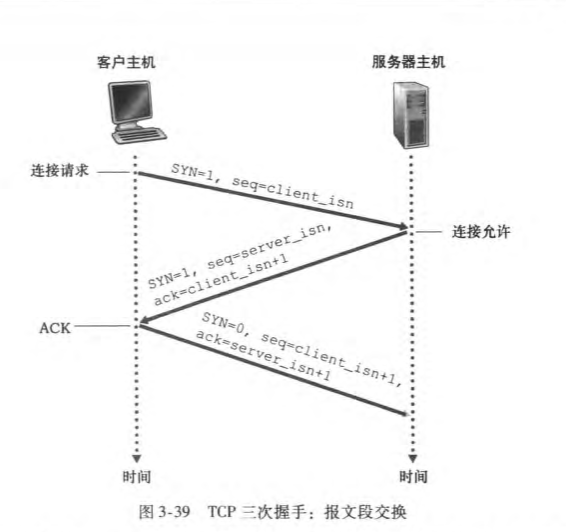 客户主机
服务器主机
连接请求
SYN=1, seq=client_isn
连接允许
SYN=1, seq=server_isn,
ack=client_isn+1
ACK
SYN=0, seq=client_isn+1,
ack=server_isn+1
时间
时间
图 3-39 TCP 三次握手：报文段交换